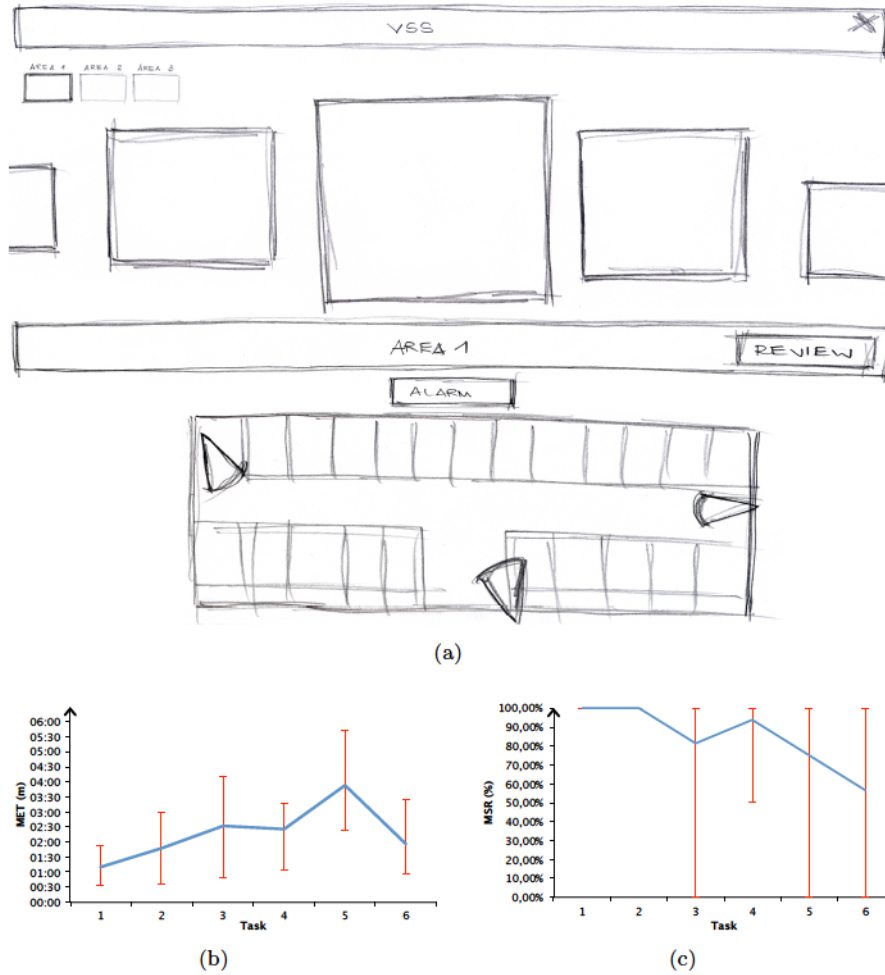 VSS
AREA 1 AREA 2 AREA 3
AREA 1
REVIEW
ALARM
(a)
06:00
05:30
05:00
04:30
04:00
03:30
03:00
02:30
02:00
01:30
01:00
00:30
00:00
MET (m)
1 2 3 4 5 6
Task
(b)
100,00%
90,00%
80,00%
70,00%
60,00%
50,00%
40,00%
30,00%
20,00%
10,00%
0,00%
MSR (%)
1 2 3 4 5 6
Task
(c)